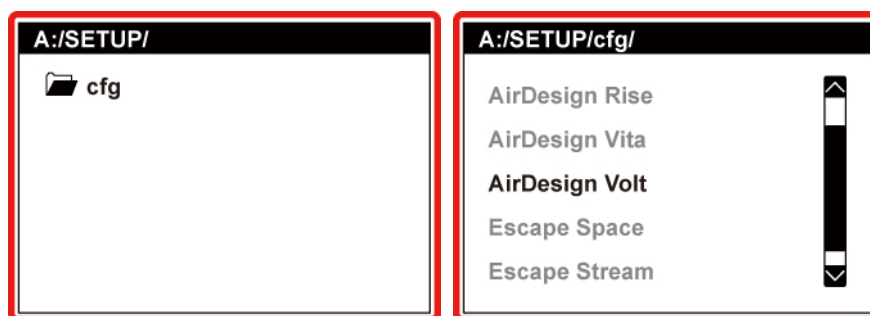 A:/SETUP/
cfg
A:/SETUP/cfg/
AirDesign Rise
AirDesign Vita
AirDesign Volt
Escape Space
Escape Stream